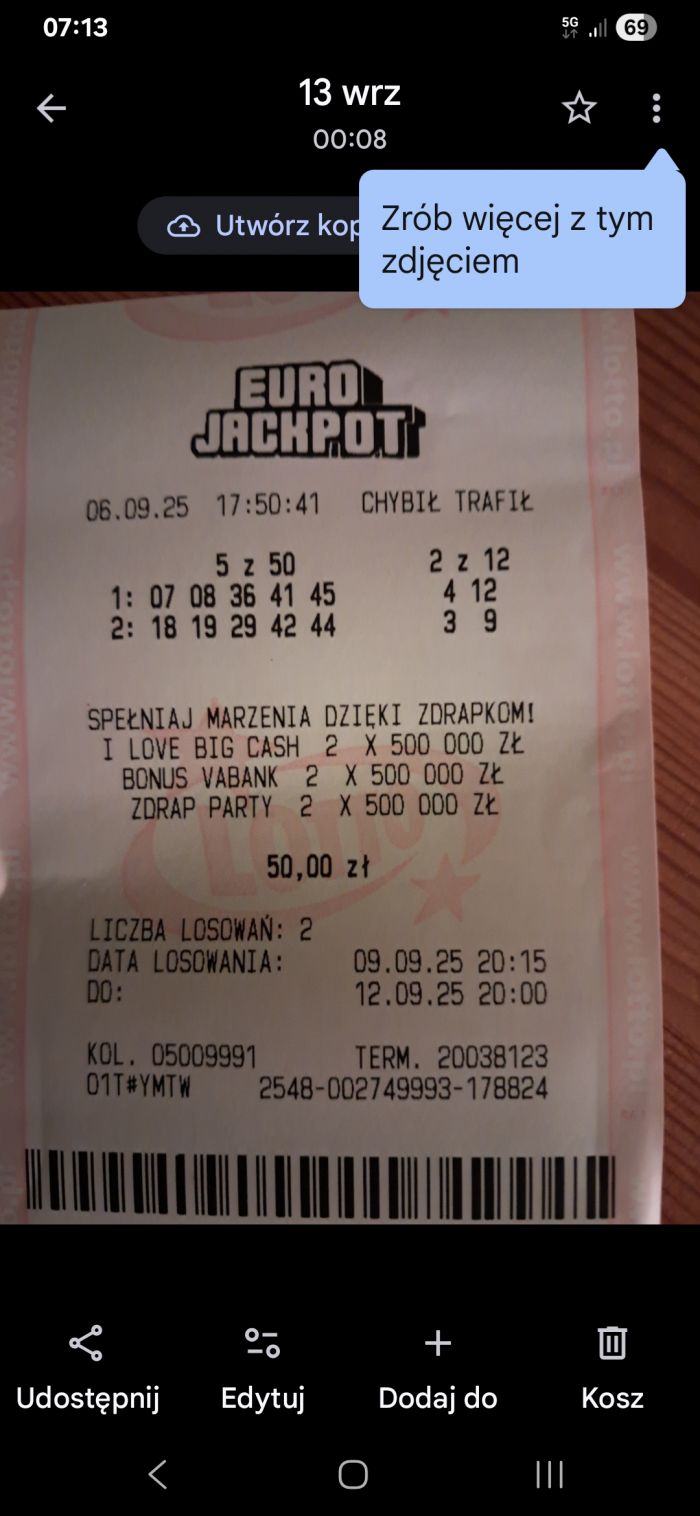 07:13
5G
69
13 wrz
00:08
Utwórz kop
Zrób więcej z tym
zdjęciem
EURO
JACKPOT
06.09.25 17:50:41 CHYBIŁ TRAFIŁ
5 z 50 2 z 12
1: 07 08 36 41 45 4 12
2: 18 19 29 42 44 3 9
SPEŁNIAJ MARZENIA DZIĘKI ZDRAPKOM!
I LOVE BIG CASH 2 X 500 000 ZŁ
BONUS VABANK 2 X 500 000 ZŁ
ZDRAP PARTY 2 X 500 000 ZŁ
LOTTO
50,00 zł
LICZBA LOSOWAŃ: 2
DATA LOSOWANIA: 09.09.25 20:15
DO: 12.09.25 20:00
KOL. 05009991 TERM. 20038123
01T#YMTW 2548-002749993-178824
www.lotto.pl
Udostępnij
Edytuj
Dodaj do
Kosz